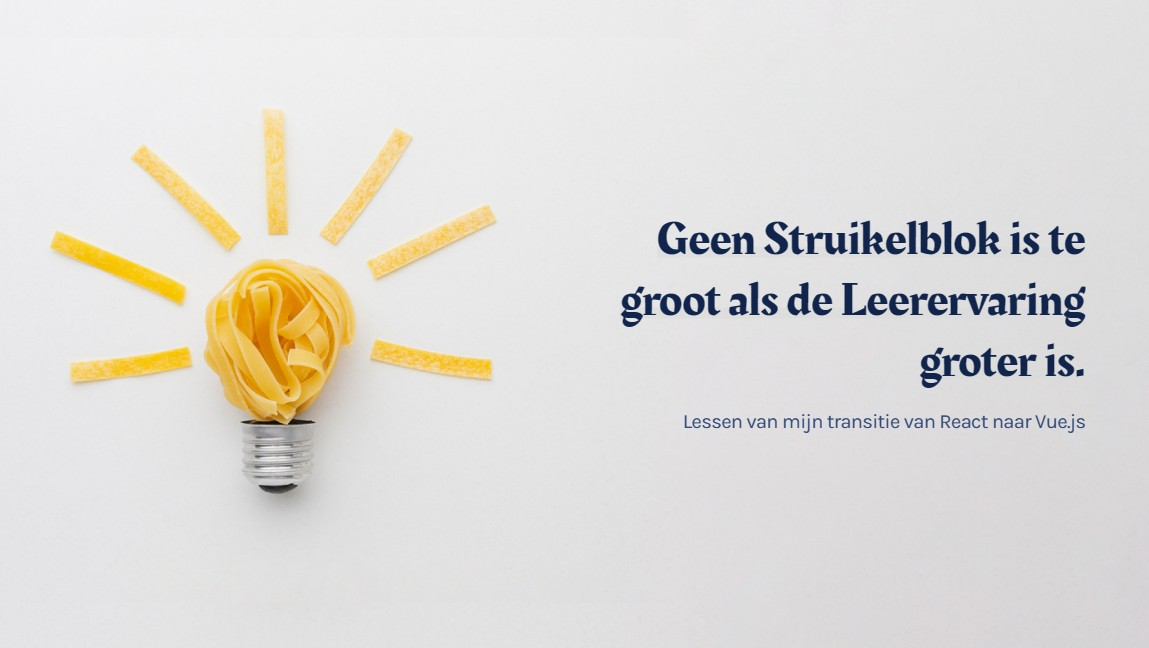 Geen Struikelblok is te
groot als de Leerervaring
groter is.
Lessen van mijn transitie van React naar Vue.js